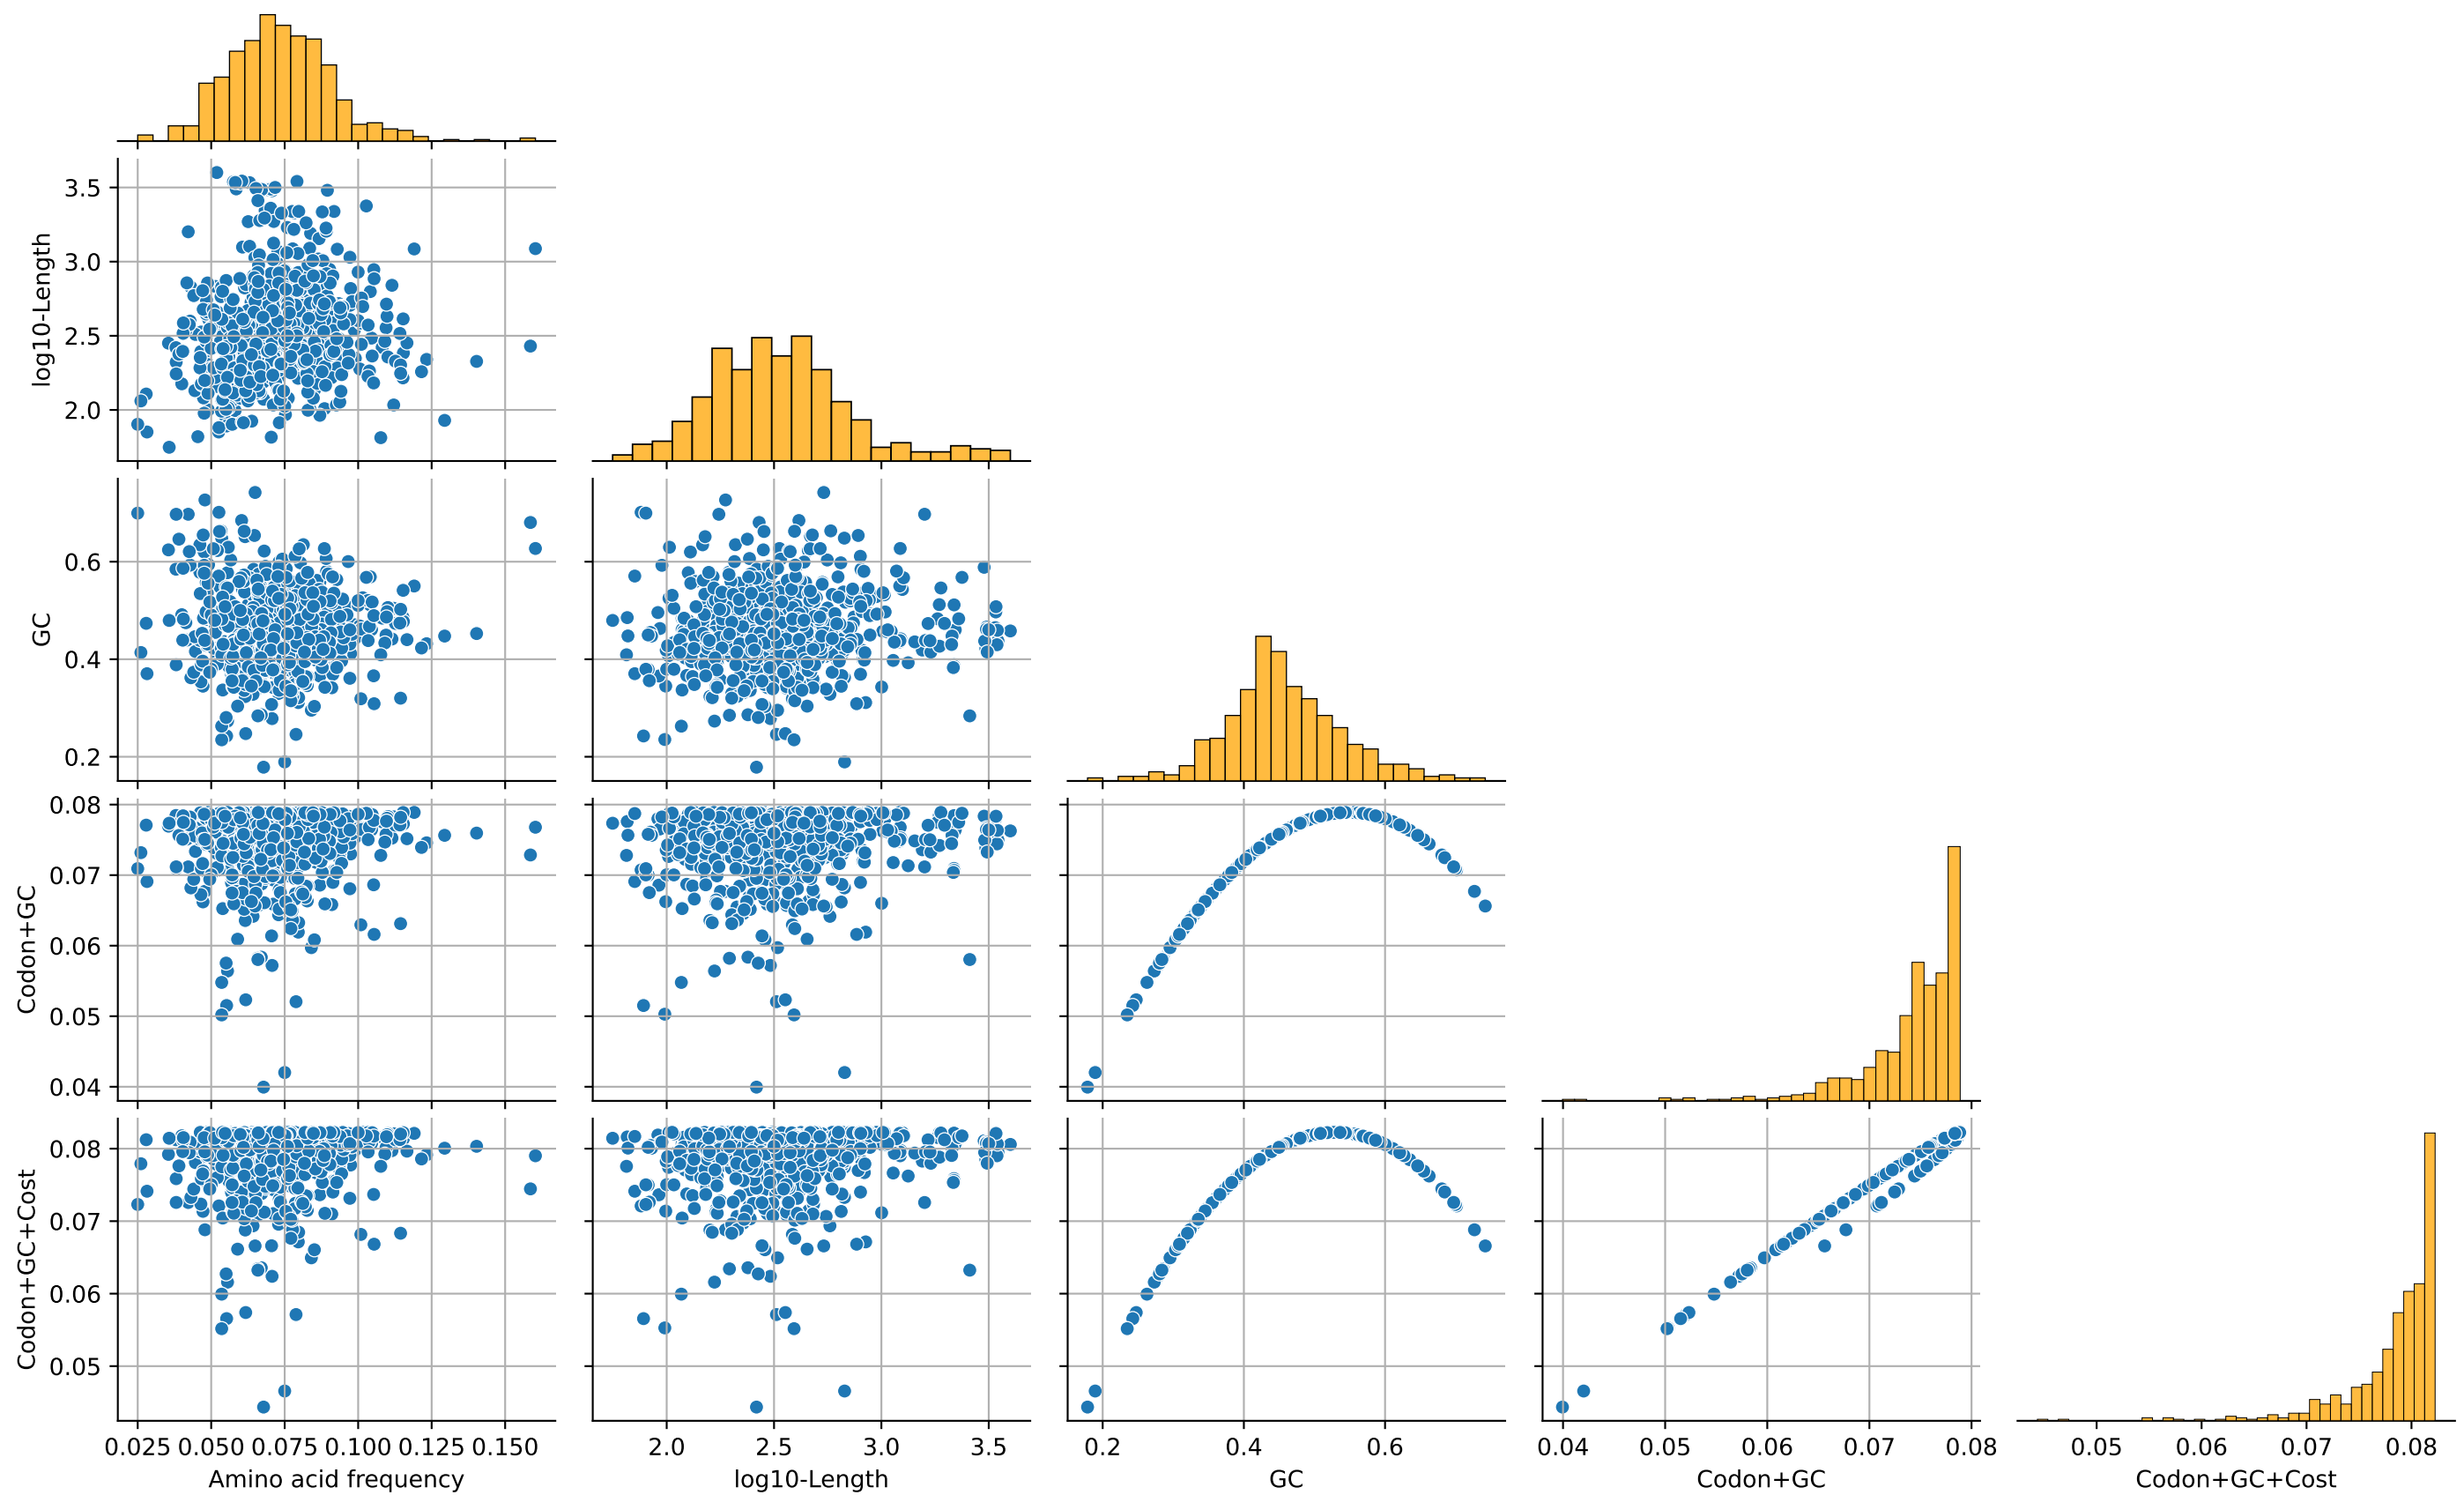 log10-Length
3.5
3.0
2.5
2.0
GC
0.6
0.4
0.2
Codon+GC
0.08
0.07
0.06
0.05
0.04
Codon+GC+Cost
0.08
0.07
0.06
0.05
0.025 0.050 0.075 0.100 0.125 0.150
2.0 2.5 3.0 3.5
0.2 0.4 0.6
0.04 0.05 0.06 0.07 0.08
0.05 0.06 0.07 0.08
Amino acid frequency
log10-Length
GC
Codon+GC
Codon+GC+Cost